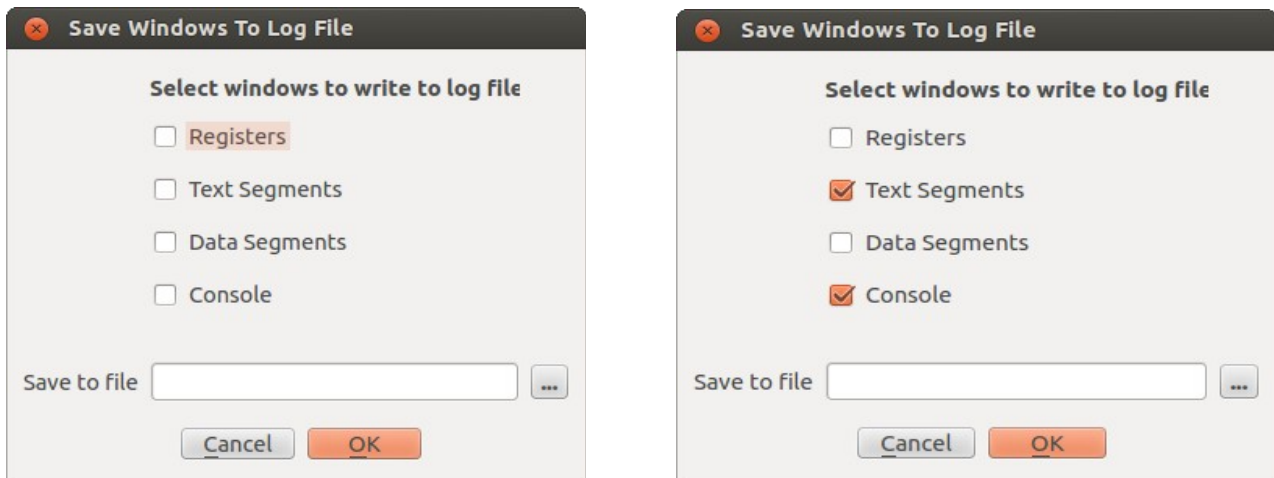 Save Windows To Log File
Select windows to write to log file
Registers
Text Segments
Data Segments
Console
Save to file
...
Cancel
OK
Save Windows To Log File
Select windows to write to log file
Registers
Text Segments
Data Segments
Console
Save to file
...
Cancel
OK